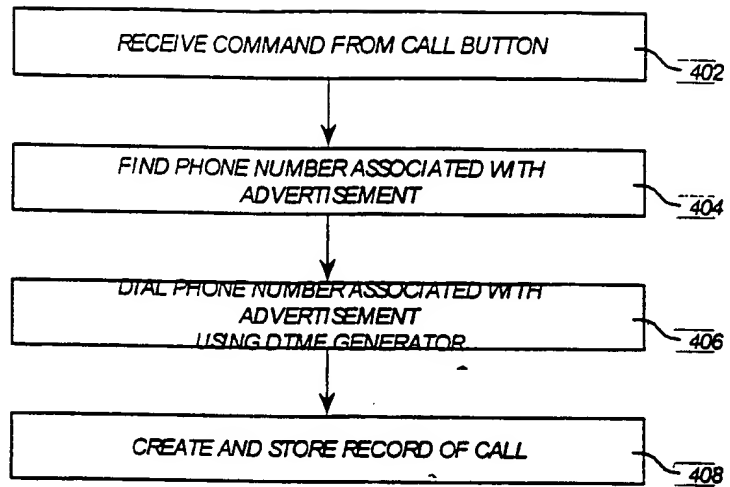 RECEIVE COMMAND FROM CALL BUTTON
402
FIND PHONE NUMBER ASSOCIATED WITH
ADVERTISEMENT
404
DIAL PHONE NUMBER ASSOCIATED WITH
ADVERTISEMENT
USING DTMF GENERATOR
406
CREATE AND STORE RECORD OF CALL
408